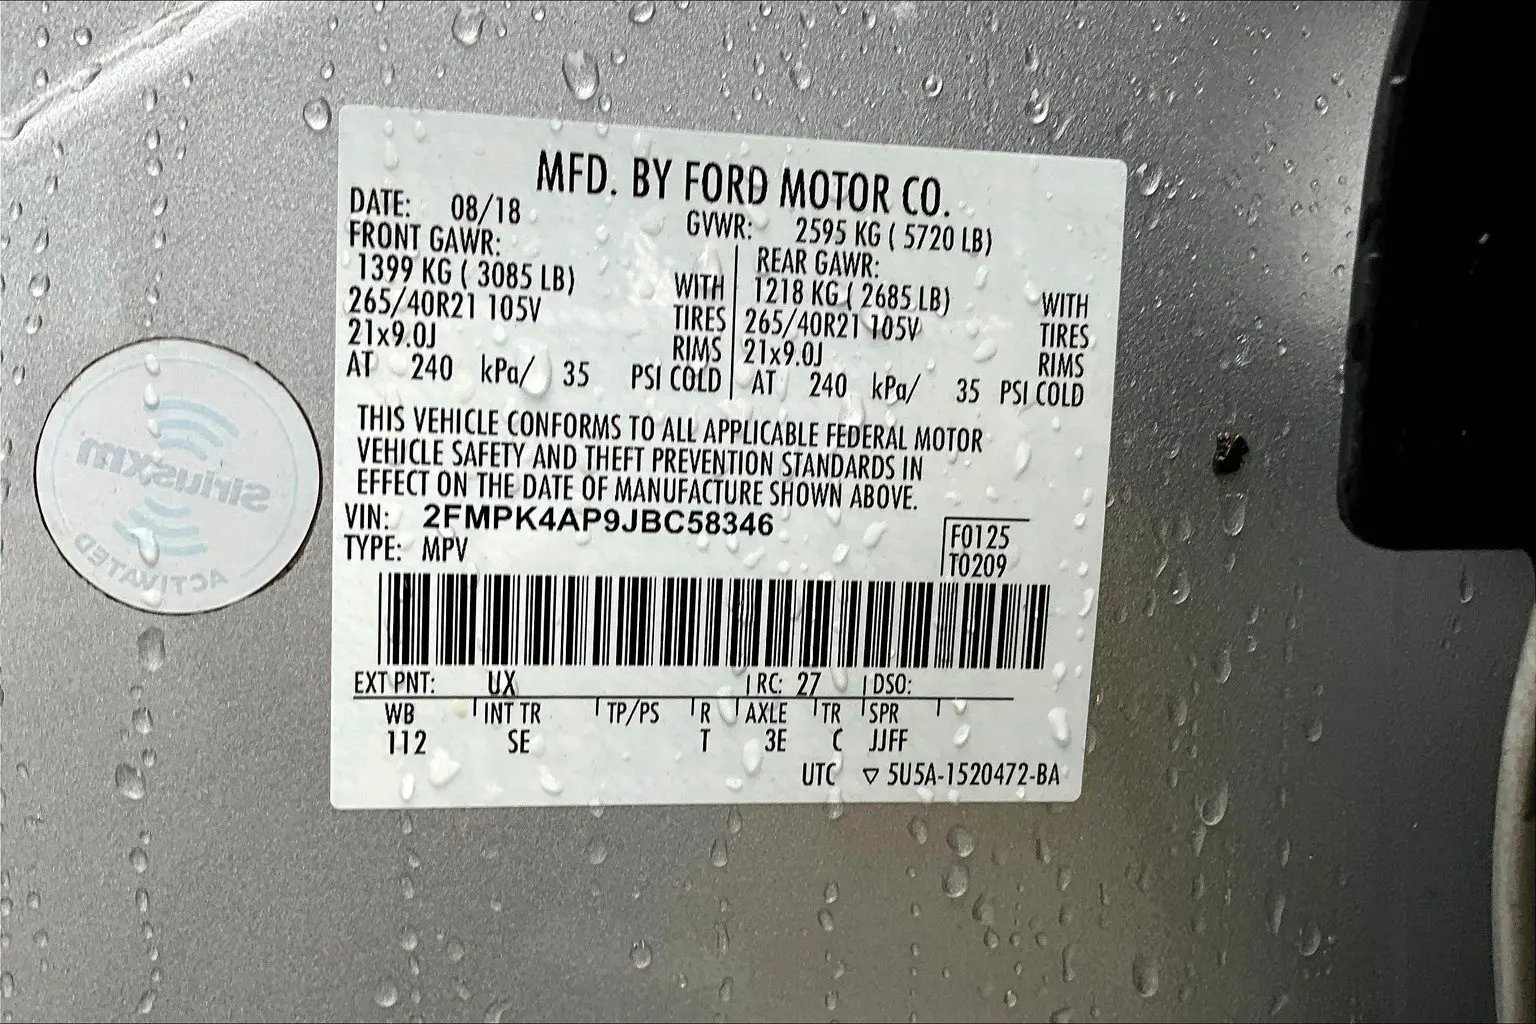 MFD. BY FORD MOTOR CO.
DATE: 08/18 GVWR: 2595 KG ( 5720 LB)
FRONT GAWR: REAR GAWR:
1399 KG ( 3085 LB) WITH 1218 KG ( 2685 LB) WITH
265/40R21 105V TIRES 265/40R21 105V TIRES
21x9.0J RIMS 21x9.0J RIMS
AT 240 kPa/ 35 PSI COLD AT 240 kPa/ 35 PSI COLD
THIS VEHICLE CONFORMS TO ALL APPLICABLE FEDERAL MOTOR
VEHICLE SAFETY AND THEFT PREVENTION STANDARDS IN
EFFECT ON THE DATE OF MANUFACTURE SHOWN ABOVE.
VIN: 2FMPK4AP9JBC58346
TYPE: MPV
F0125
T0209
EXT PNT: UX RC: 27 DSO:
WB INT TR TP/PS R AXLE TR SPR
112 SE T 3E C JJFF
UTC ▽ 5U5A-1520472-BA
siriusxm
ACTIVATED